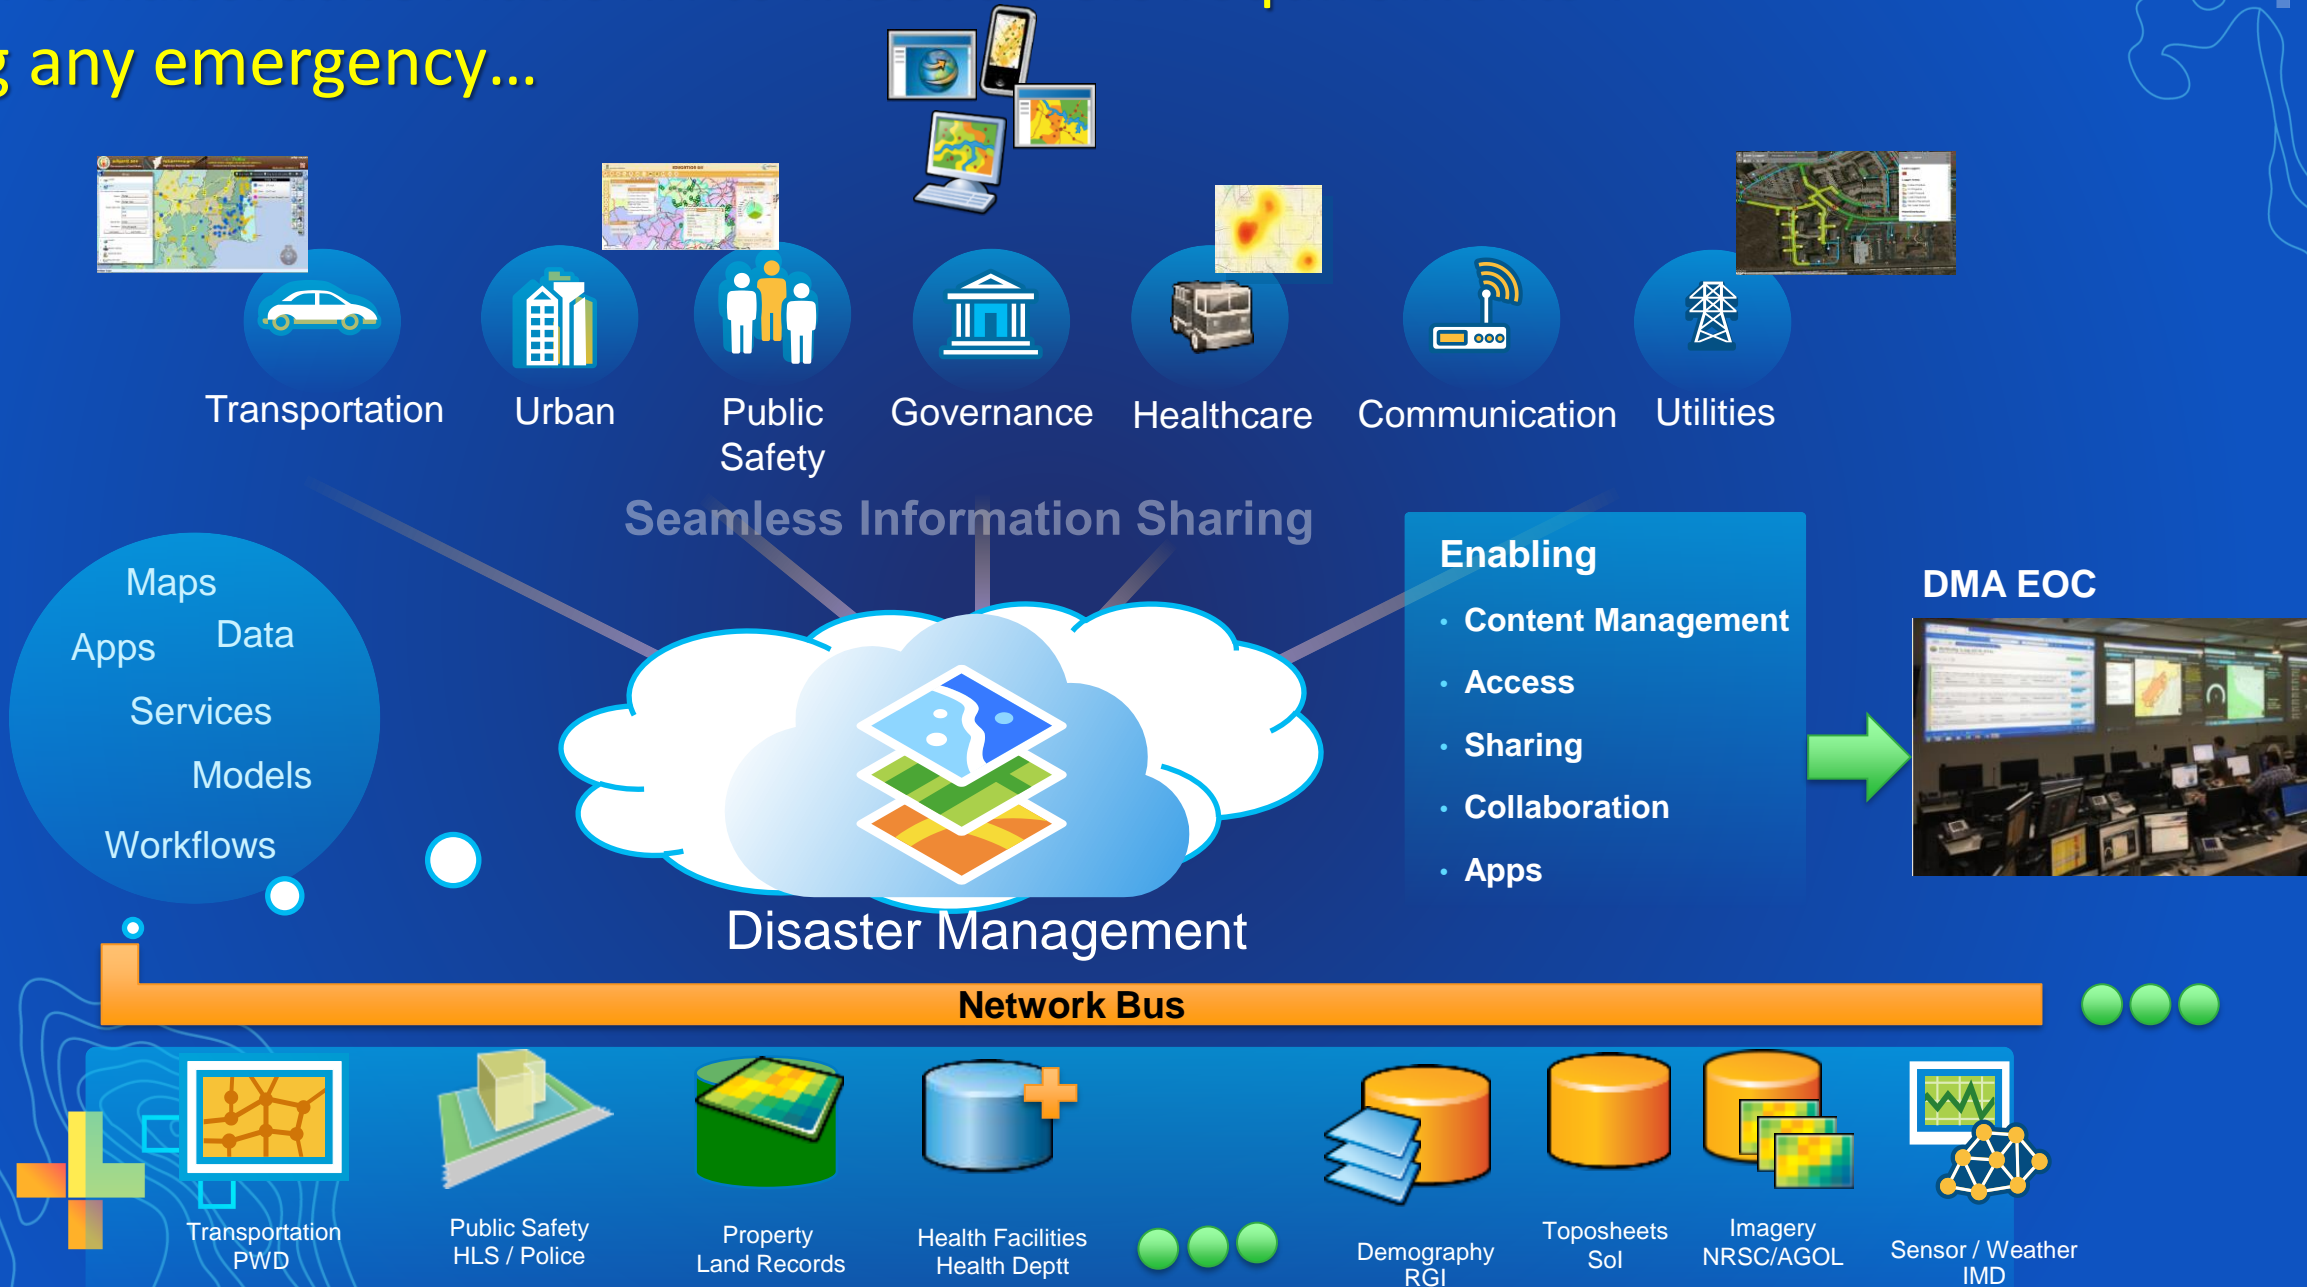 g any emergency...
EDUCATION GIS
Transportation
Urban
Public
Safety
Governance
Healthcare
Communication
Utilities
Seamless Information Sharing
Maps
Apps
Data
Services
Models
Workflows
Enabling
• Content Management
• Access
• Sharing
• Collaboration
• Apps
DMA EOC
Disaster Management
Network Bus
Transportation
PWD
Public Safety
HLS / Police
Property
Land Records
Health Facilities
Health Deptt
Demography
RGI
Toposheets
SoI
Imagery
NRSC/AGOL
Sensor / Weather
IMD